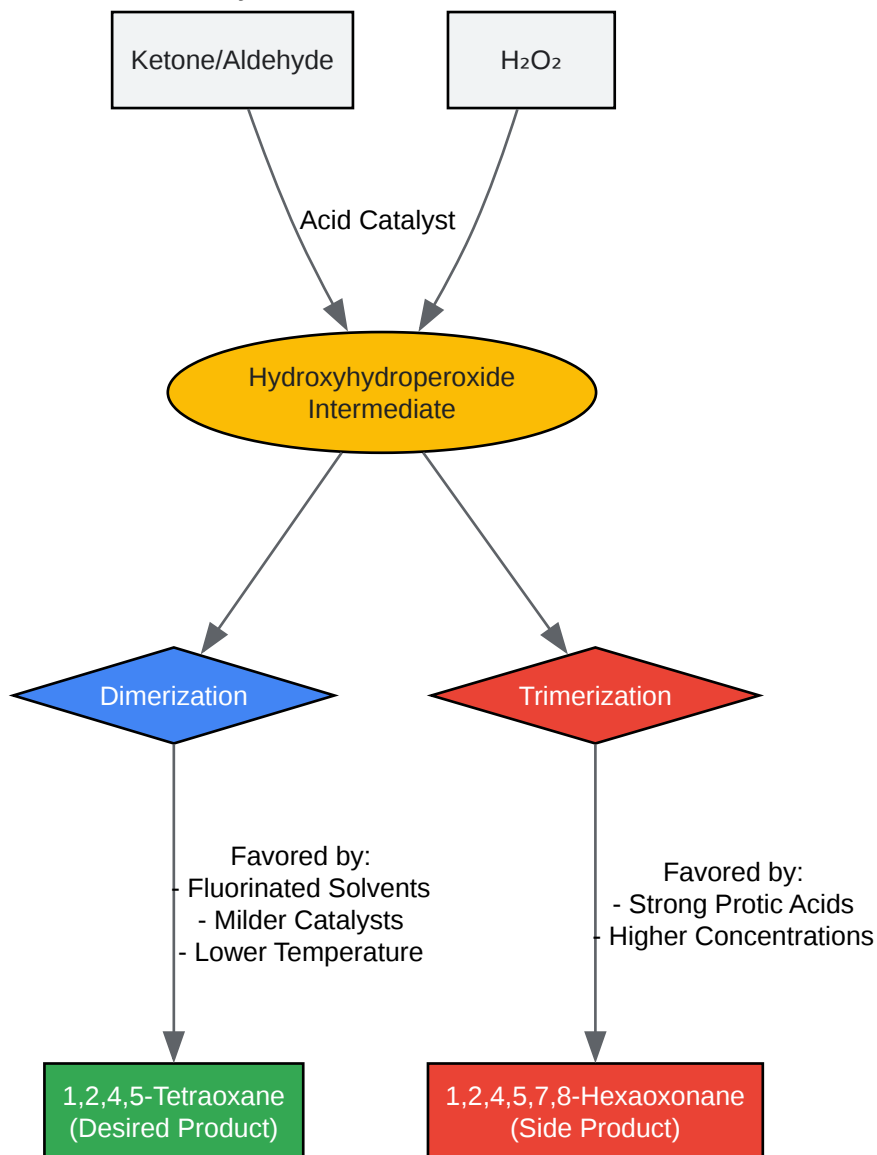 Ketone/Aldehyde
H₂O₂
Acid Catalyst
Hydroxyhydroperoxide
Intermediate
Dimerization
Trimerization
Favored by:
- Fluorinated Solvents
- Milder Catalysts
- Lower Temperature
Favored by:
- Strong Protic Acids
- Higher Concentrations
1,2,4,5-Tetraoxane
(Desired Product)
1,2,4,5,7,8-Hexaoxonane
(Side Product)